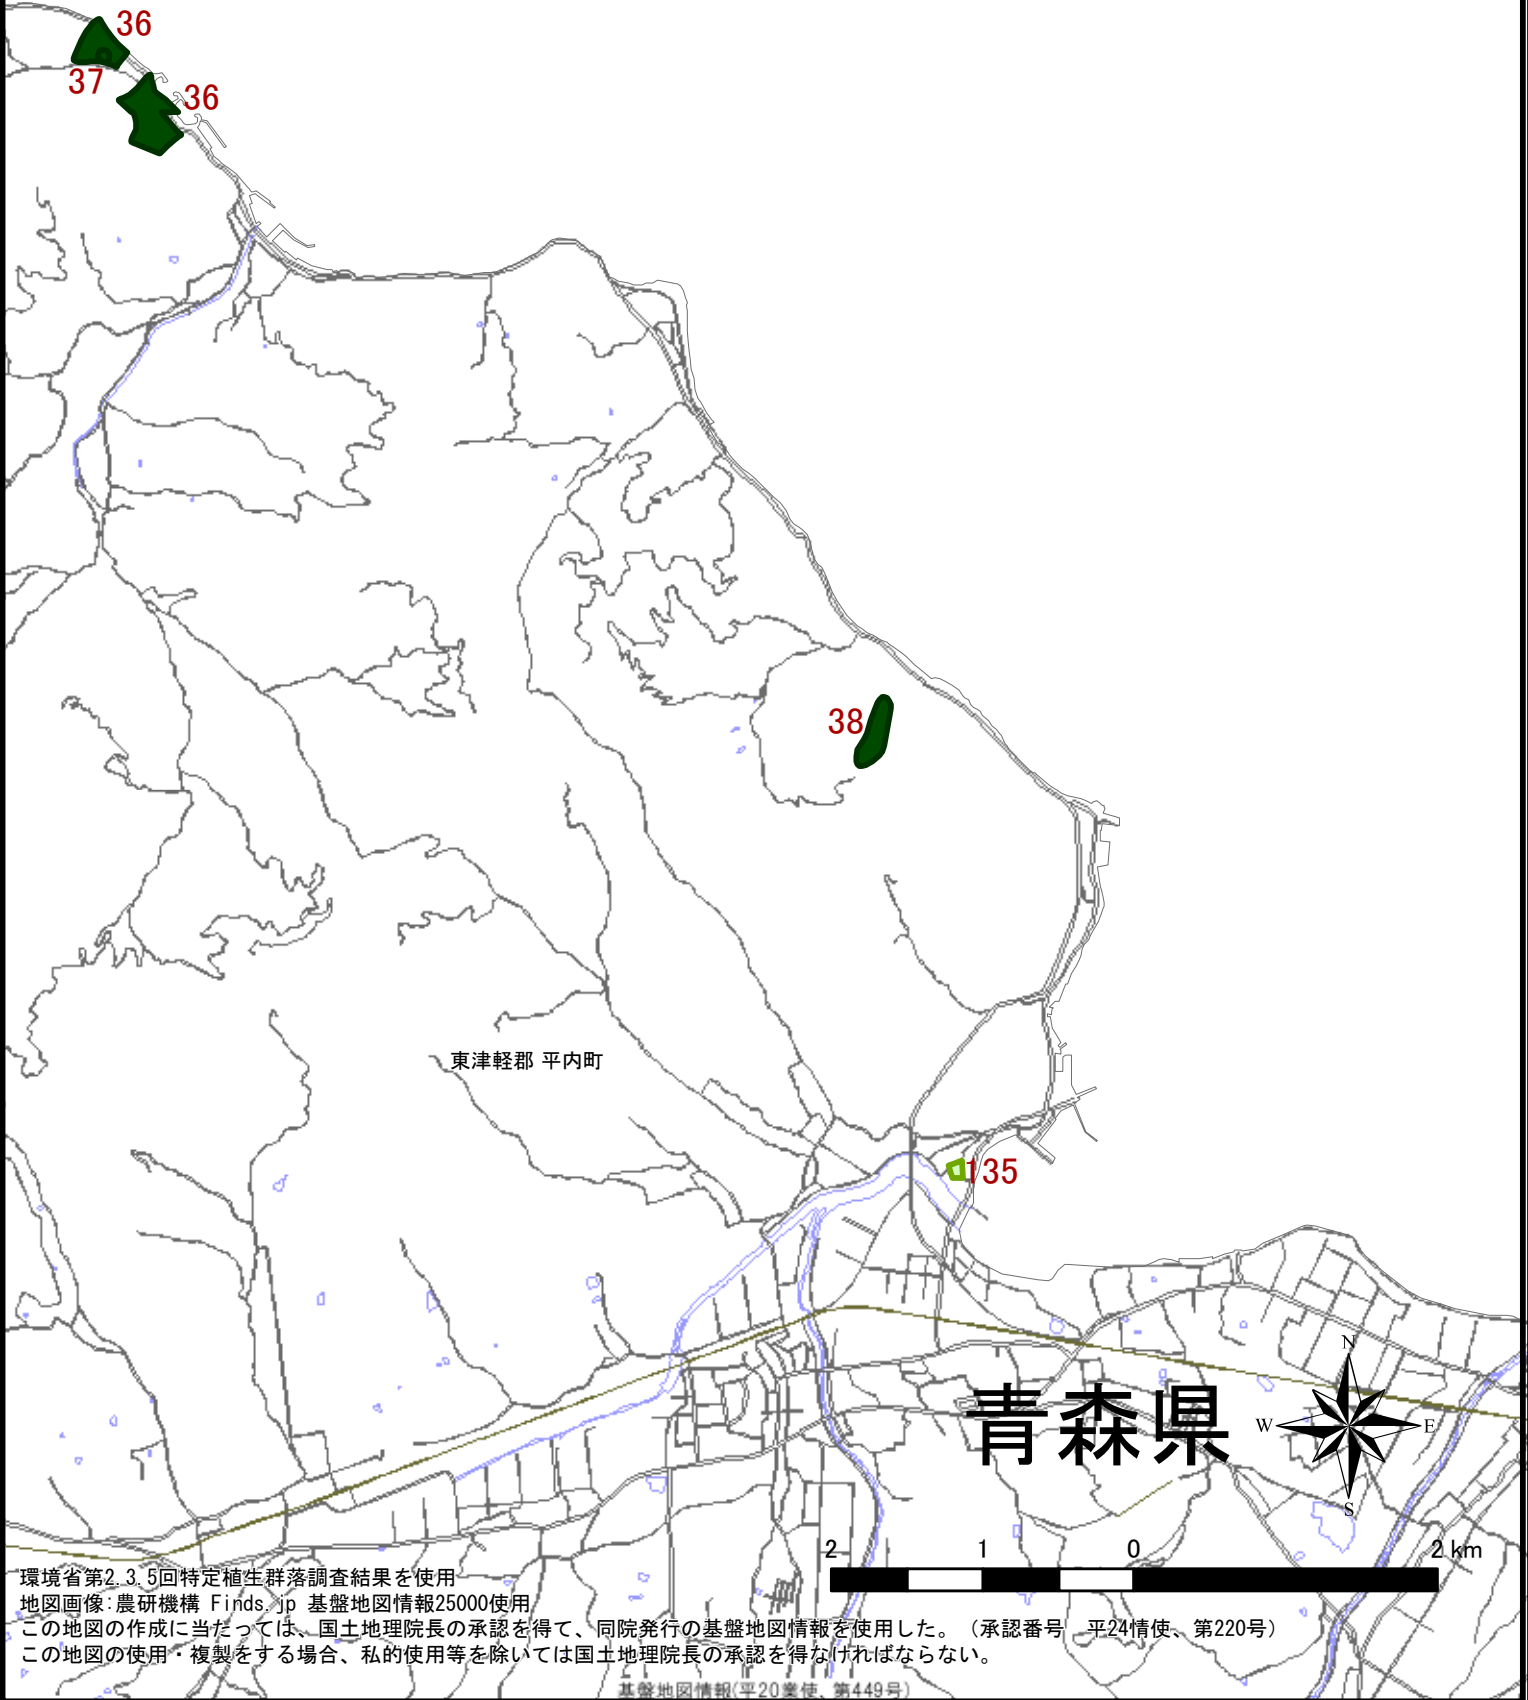 36
37
36
38
東津軽郡 平内町
135
N
青森県
W
E
S
2 1 0 2 km
環境省第2.3.5回特定植生群落調査結果を使用
地図画像:農研機構 Finds.jp 基盤地図情報25000使用
この地図の作成に当たっては、国土地理院長の承認を得て、同院発行の基盤地図情報を使用した。（承認番号　平24情使、第220号）
この地図の使用・複製をする場合、私的使用等を除いては国土地理院長の承認を得なければならない。
基盤地図情報(平20業使、第449号)